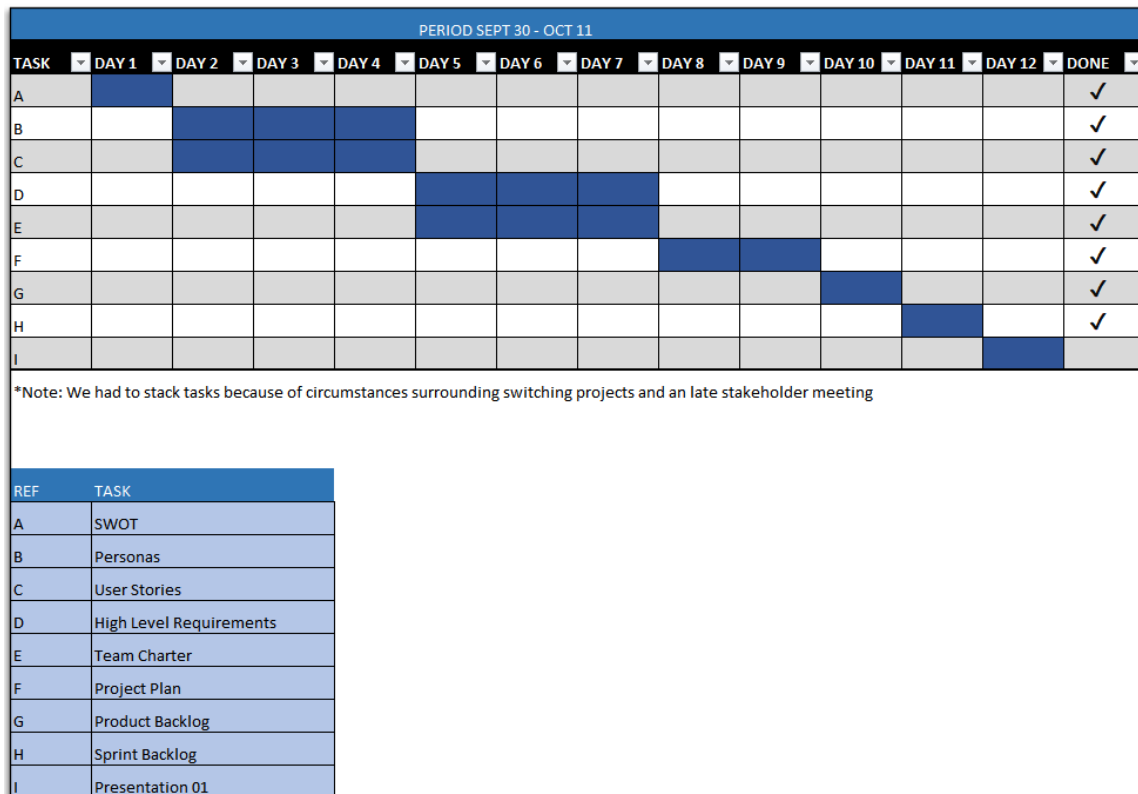 PERIOD SEPT 30 - OCT 11
TASK DAY 1 DAY 2 DAY 3 DAY 4 DAY 5 DAY 6 DAY 7 DAY 8 DAY 9 DAY 10 DAY 11 DAY 12 DONE
A ✓
B ✓
C ✓
D ✓
E ✓
F ✓
G ✓
H ✓
I
*Note: We had to stack tasks because of circumstances surrounding switching projects and an late stakeholder meeting
REF TASK
A SWOT
B Personas
C User Stories
D High Level Requirements
E Team Charter
F Project Plan
G Product Backlog
H Sprint Backlog
I Presentation 01